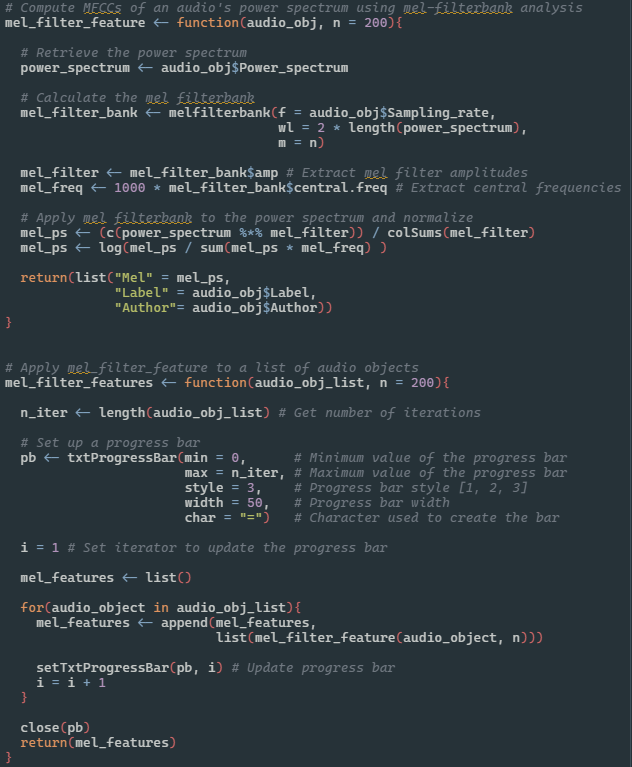 # Compute MECCs of an audio's power spectrum using mel-filterbank analysis
mel_filter_feature <- function(audio_obj, n = 200){
# Retrieve the power spectrum
power_spectrum <- audio_obj$Power_spectrum
# Calculate the mel filterbank
mel_filter_bank <- melfilterbank(f = audio_obj$Sampling_rate,
wl = 2 * length(power_spectrum),
m = n)
mel_filter <- mel_filter_bank$amp # Extract mel filter amplitudes
mel_freq <- 1000 * mel_filter_bank$central.freq # Extract central frequencies
# Apply mel filterbank to the power spectrum and normalize
mel_ps <- (c(power_spectrum %*% mel_filter)) / colSums(mel_filter)
mel_ps <- log(mel_ps / sum(mel_ps * mel_freq) )
return(list("Mel" = mel_ps,
"Label" = audio_obj$Label,
"Author"= audio_obj$Author))
}
# Apply mel_filter_feature to a list of audio objects
mel_filter_features <- function(audio_obj_list, n = 200){
n_iter <- length(audio_obj_list) # Get number of iterations
# Set up a progress bar
pb <- txtProgressBar(min = 0, # Minimum value of the progress bar
max = n_iter, # Maximum value of the progress bar
style = 3, # Progress bar style [1, 2, 3]
width = 50, # Progress bar width
char = "=") # Character used to create the bar
i = 1 # Set iterator to update the progress bar
mel_features <- list()
for(audio_object in audio_obj_list){
mel_features <- append(mel_features,
list(mel_filter_feature(audio_object, n)))
setTxtProgressBar(pb, i) # Update progress bar
i = i + 1
}
close(pb)
return(mel_features)
}